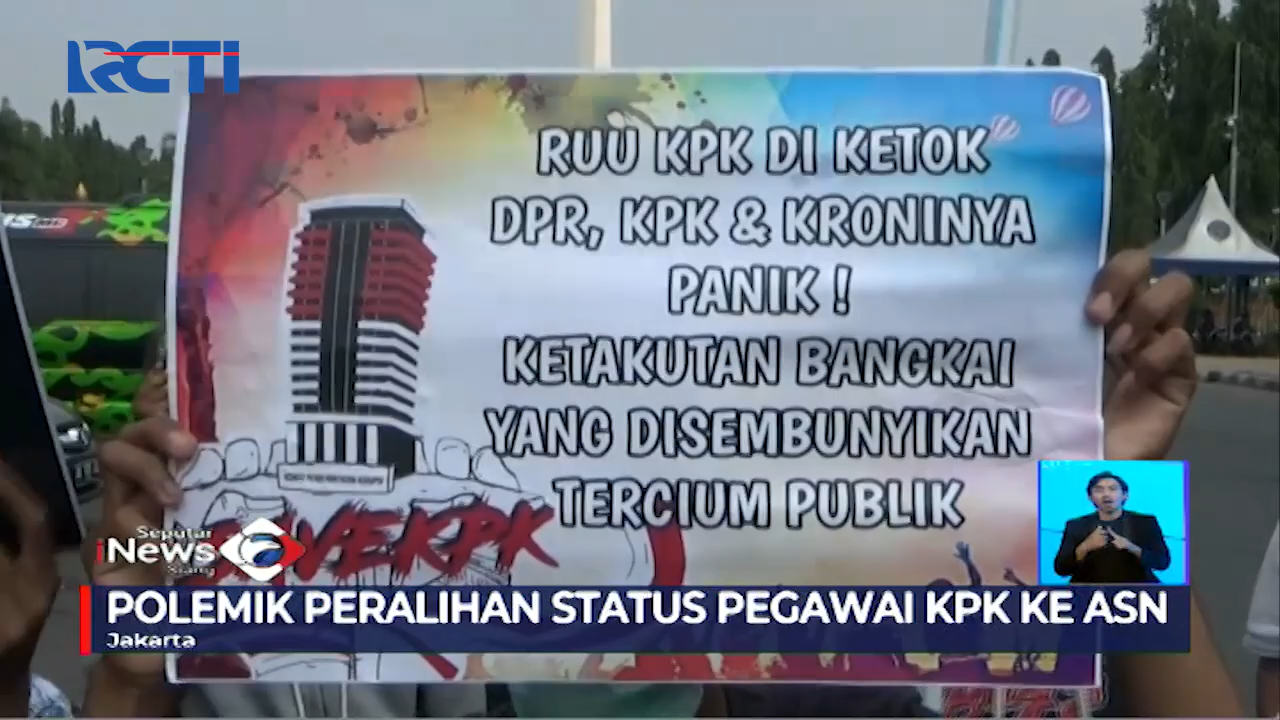 RCTI
RUU KPK DI KETOK
DPR, KPK & KRONINYA
PANIK !
KETAKUTAN BANGKAI
YANG DISEMBUNYIKAN
TERCIUM PUBLIK
Seputar
iNews
Siang
POLEMIK PERALIHAN STATUS PEGAWAI KPK KE ASN
Jakarta